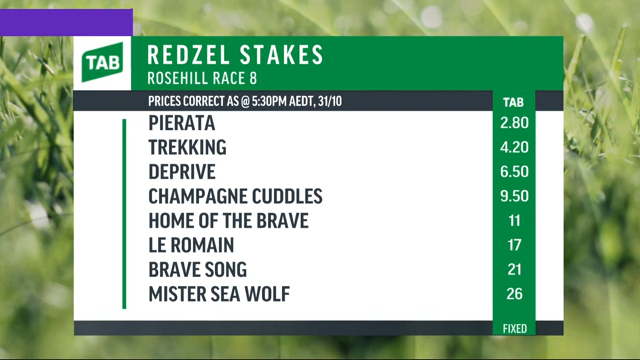 TAB
REDZEL STAKES
ROSEHILL RACE 8
PRICES CORRECT AS @ 5:30PM AEDT, 31/10 TAB
PIERATA 2.80
TREKKING 4.20
DEPRIVE 6.50
CHAMPAGNE CUDDLES 9.50
HOME OF THE BRAVE 11
LE ROMAIN 17
BRAVE SONG 21
MISTER SEA WOLF 26
FIXED